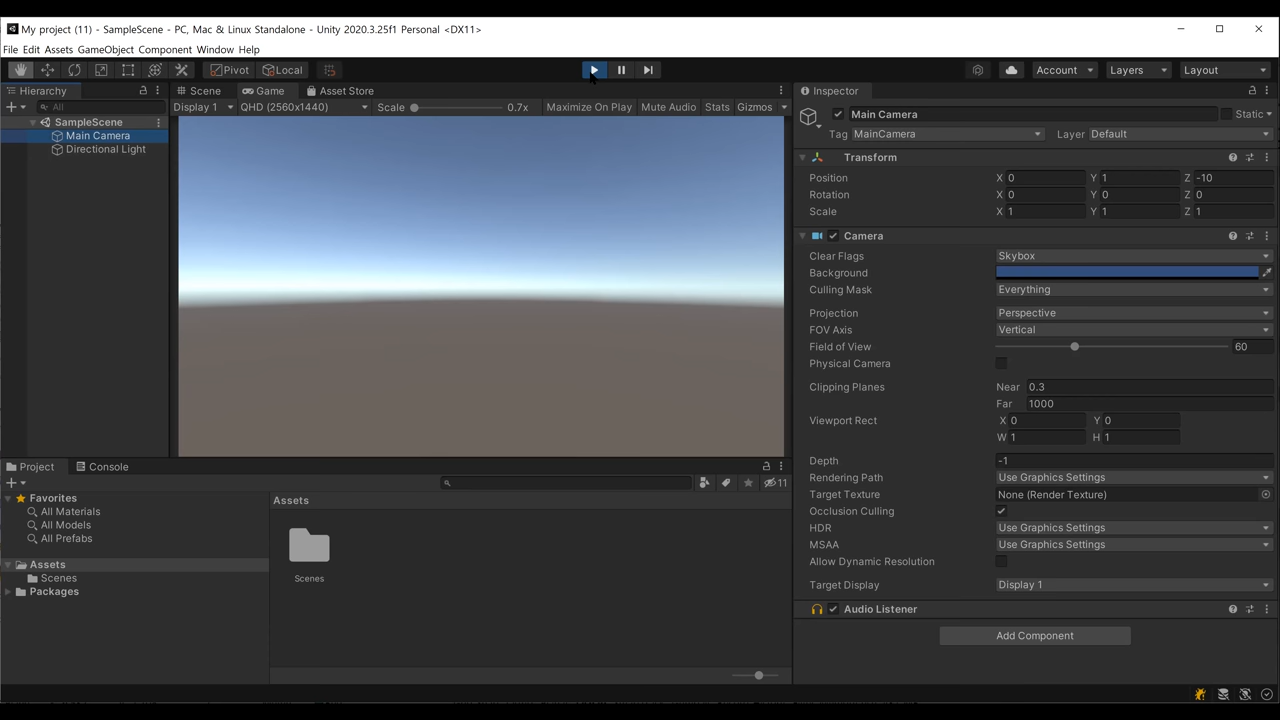 My project (11) - SampleScene - PC, Mac & Linux Standalone - Unity 2020.3.25f1 Personal <DX11>
File Edit Assets GameObject Component Window Help
Pivot Local Account Layers Layout
Hierarchy
All
SampleScene
Main Camera
Directional Light
Scene Game Asset Store
Display 1 QHD (2560x1440) Scale 0.7x Maximize On Play Mute Audio Stats Gizmos
Project Console
11
Favorites
All Materials
All Models
All Prefabs
Assets
Scenes
Packages
Assets
Scenes
Inspector
Main Camera Static
Tag MainCamera Layer Default
Transform
Position X 0 Y 1 Z -10
Rotation X 0 Y 0 Z 0
Scale X 1 Y 1 Z 1
Camera
Clear Flags Skybox
Background
Culling Mask Everything
Projection Perspective
FOV Axis Vertical
Field of View 60
Physical Camera
Clipping Planes Near 0.3
Far 1000
Viewport Rect X 0 Y 0
W 1 H 1
Depth -1
Rendering Path Use Graphics Settings
Target Texture None (Render Texture)
Occlusion Culling
HDR Use Graphics Settings
MSAA Use Graphics Settings
Allow Dynamic Resolution
Target Display Display 1
Audio Listener
Add Component